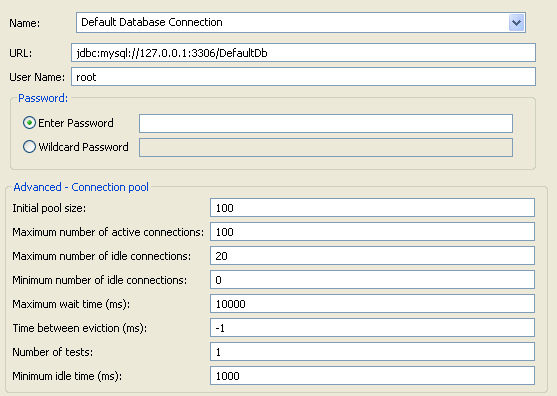 Name: Default Database Connection
URL: jdbc:mysql://127.0.0.1:3306/DefaultDb
User Name: root
Password:
Enter Password
Wildcard Password
Advanced - Connection pool
Initial pool size: 100
Maximum number of active connections: 100
Maximum number of idle connections: 20
Minimum number of idle connections: 0
Maximum wait time (ms): 10000
Time between eviction (ms): -1
Number of tests: 1
Minimum idle time (ms): 1000